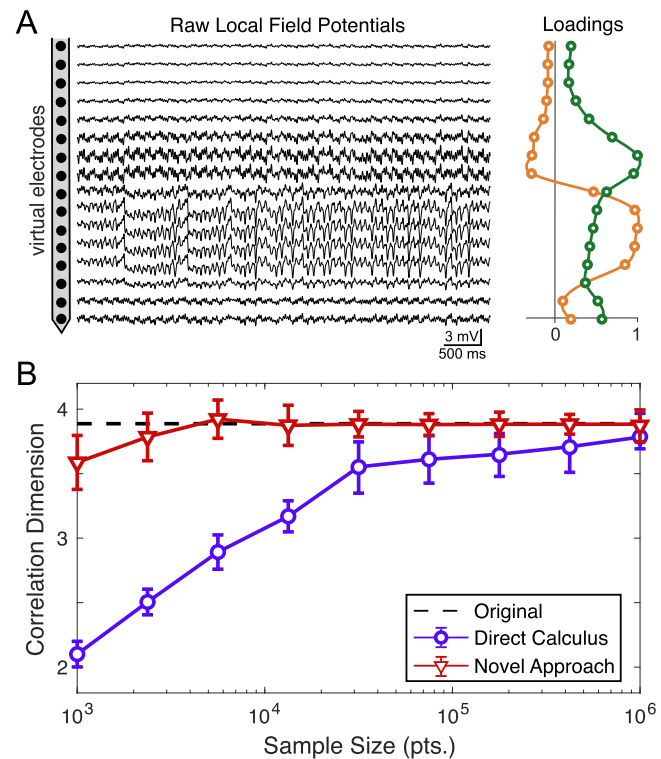 A
Raw Local Field Potentials
Loadings
virtual electrodes
3 mV
500 ms
0
1
B
Correlation Dimension
4
3
2
Original
Direct Calculus
Novel Approach
10³
10⁴
10⁵
10⁶
Sample Size (pts.)